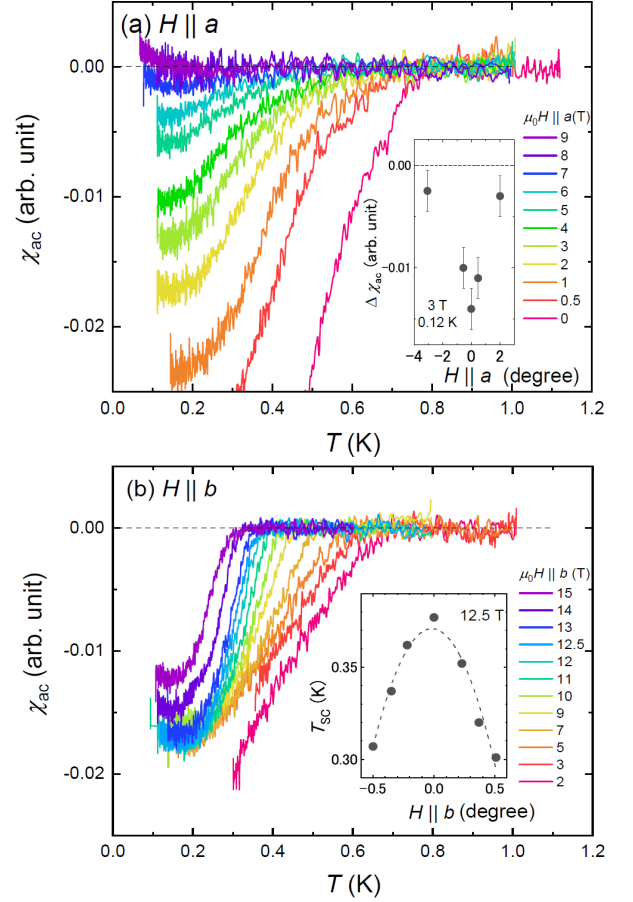 (a) H || a
0.00
-0.01
-0.02
χac (arb. unit)
0.0 0.2 0.4 0.6 0.8 1.0 1.2
T (K)
μ0H || a(T)
9
8
7
6
5
4
3
2
1
0.5
0
0.00
−0.01
Δ χac (arb. unit)
3 T
0.12 K
−4 −2 0 2 4
H || a (degree)
(b) H || b
0.00
-0.01
-0.02
χac (arb. unit)
0.0 0.2 0.4 0.6 0.8 1.0 1.2
T (K)
μ0H || b (T)
15
14
13
12.5
12
11
10
9
7
5
3
2
12.5 T
0.35
0.30
TSC (K)
−0.5 0.0 0.5
H || b (degree)